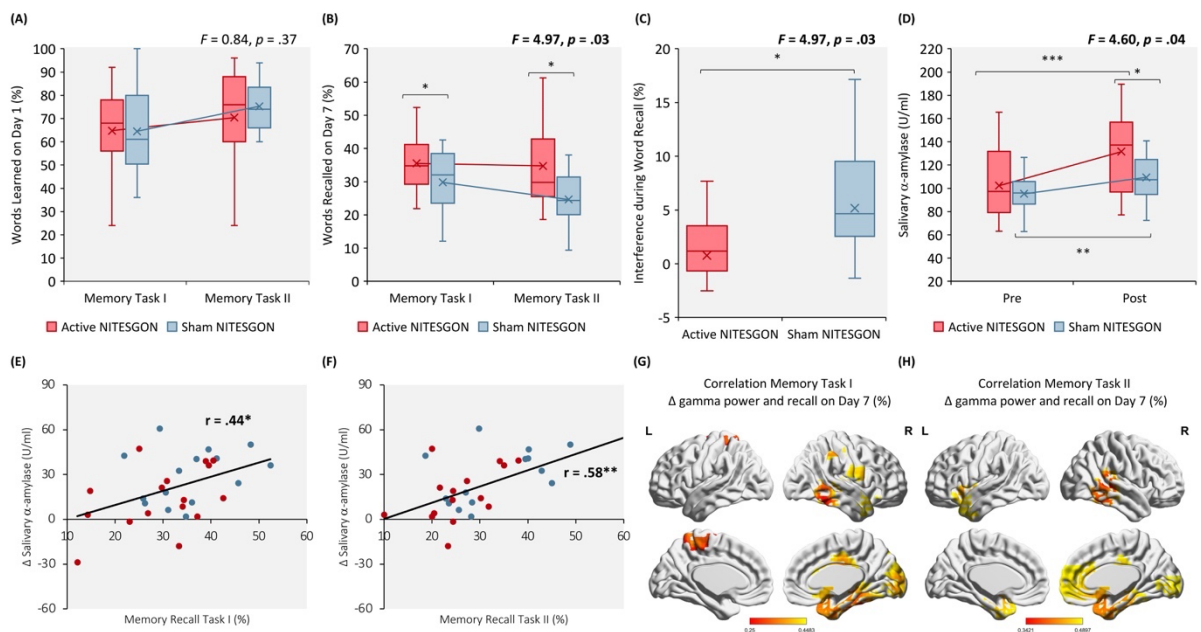 (A)
F = 0.84, p = .37
Words Learned on Day 1 (%)
100
90
80
70
60
50
40
30
20
10
0
Memory Task I
Memory Task II
Active NITESGON
Sham NITESGON
(B)
F = 4.97, p = .03
Words Recalled on Day 7 (%)
70
60
50
40
30
20
10
0
*
*
Memory Task I
Memory Task II
Active NITESGON
Sham NITESGON
(C)
F = 4.97, p = .03
Interference during Word Recall (%)
20
15
10
5
0
-5
*
Active NITESGON
Sham NITESGON
(D)
F = 4.60, p = .04
Salivary α-amylase (U/ml)
220
200
180
160
140
120
100
80
60
40
20
***
*
**
Pre
Post
Active NITESGON
Sham NITESGON
(E)
Δ Salivary α-amylase (U/ml)
90
60
30
0
-30
-60
r = .44*
10
20
30
40
50
60
Memory Recall Task I (%)
(F)
Δ Salivary α-amylase (U/ml)
90
60
30
0
-30
-60
r = .58**
10
20
30
40
50
60
Memory Recall Task II (%)
(G)
Correlation Memory Task I
Δ gamma power and recall on Day 7 (%)
L
R
0.25
0.4483
(H)
Correlation Memory Task II
Δ gamma power and recall on Day 7 (%)
L
R
0.3421
0.4897